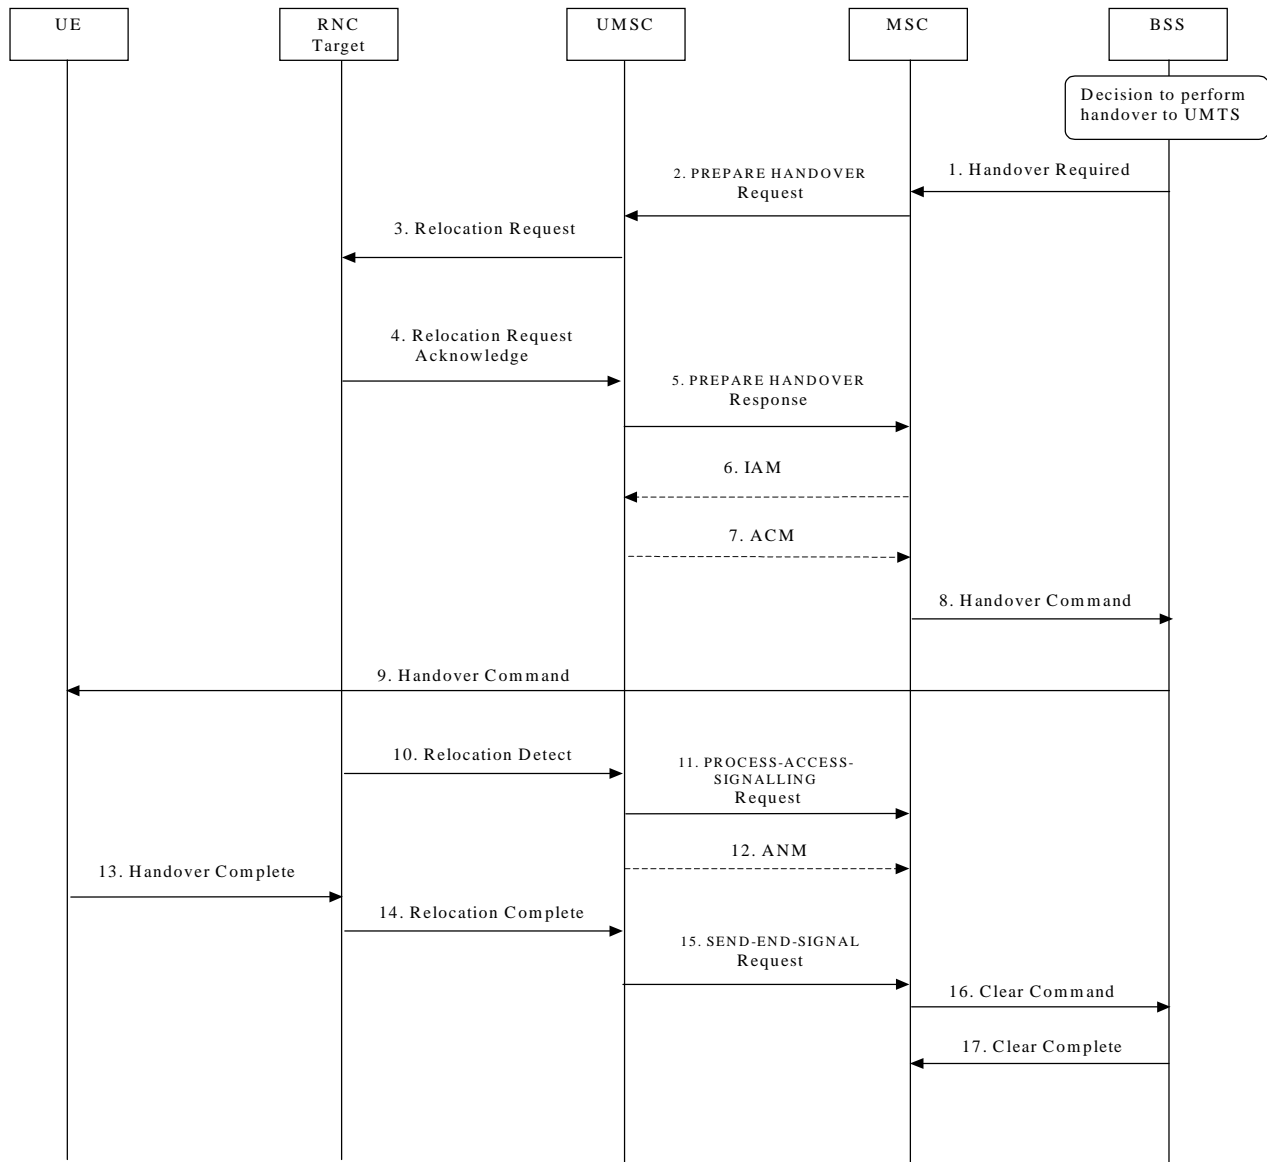 UE
RNC
Target
UMSC
MSC
BSS
Decision to perform
handover to UMTS
1. Handover Required
2. PREPARE HANDOVER
Request
3. Relocation Request
4. Relocation Request
Acknowledge
5. PREPARE HANDOVER
Response
6. IAM
7. ACM
8. Handover Command
9. Handover Command
10. Relocation Detect
11. PROCESS-ACCESS-
SIGNALLING
Request
12. ANM
13. Handover Complete
14. Relocation Complete
15. SEND-END-SIGNAL
Request
16. Clear Command
17. Clear Complete